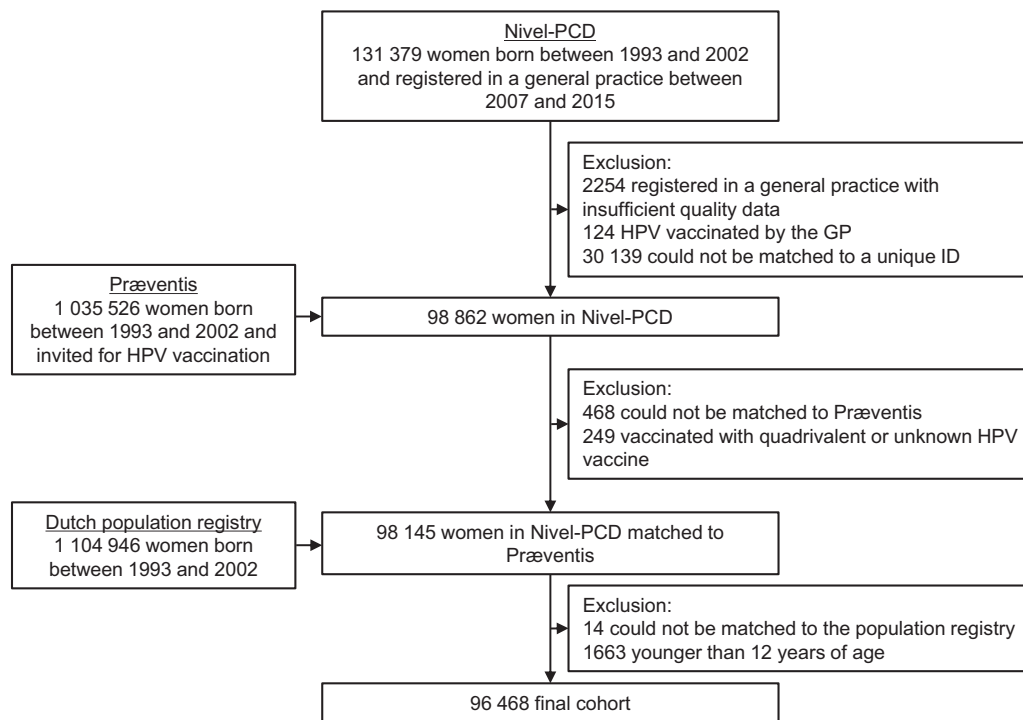 Nivel-PCD
131 379 women born between 1993 and 2002
and registered in a general practice between
2007 and 2015
Exclusion:
2254 registered in a general practice with
insufficient quality data
124 HPV vaccinated by the GP
30 139 could not be matched to a unique ID
Præventis
1 035 526 women born
between 1993 and 2002 and
invited for HPV vaccination
98 862 women in Nivel-PCD
Exclusion:
468 could not be matched to Præventis
249 vaccinated with quadrivalent or unknown HPV
vaccine
Dutch population registry
1 104 946 women born
between 1993 and 2002
98 145 women in Nivel-PCD matched to
Præventis
Exclusion:
14 could not be matched to the population registry
1663 younger than 12 years of age
96 468 final cohort